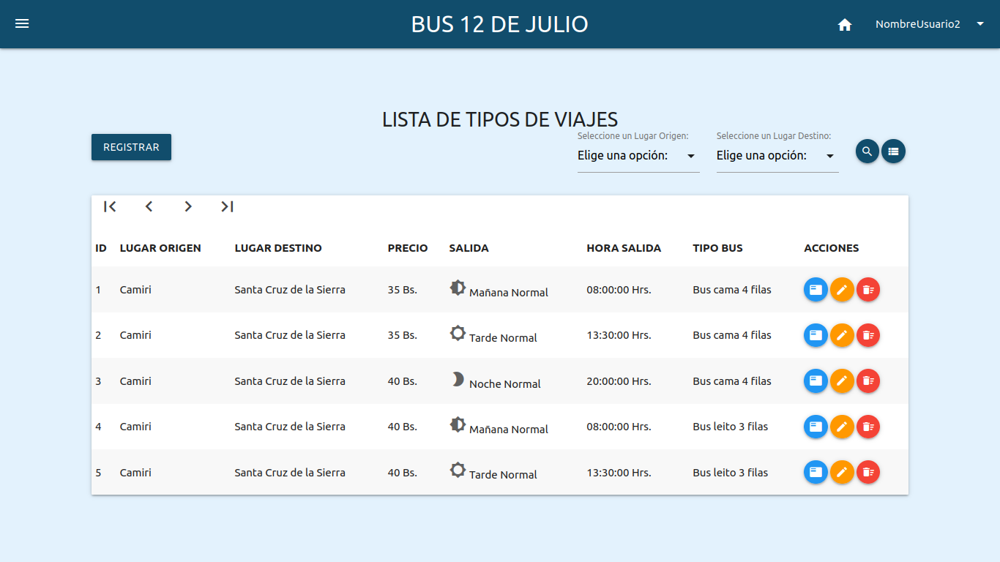 BUS 12 DE JULIO
NombreUsuario2
LISTA DE TIPOS DE VIAJES
REGISTRAR
Seleccione un Lugar Origen:
Elige una opción:
Seleccione un Lugar Destino:
Elige una opción:
ID LUGAR ORIGEN LUGAR DESTINO PRECIO SALIDA HORA SALIDA TIPO BUS ACCIONES
1 Camiri Santa Cruz de la Sierra 35 Bs. Mañana Normal 08:00:00 Hrs. Bus cama 4 filas
2 Camiri Santa Cruz de la Sierra 35 Bs. Tarde Normal 13:30:00 Hrs. Bus cama 4 filas
3 Camiri Santa Cruz de la Sierra 40 Bs. Noche Normal 20:00:00 Hrs. Bus cama 4 filas
4 Camiri Santa Cruz de la Sierra 40 Bs. Mañana Normal 08:00:00 Hrs. Bus leito 3 filas
5 Camiri Santa Cruz de la Sierra 40 Bs. Tarde Normal 13:30:00 Hrs. Bus leito 3 filas